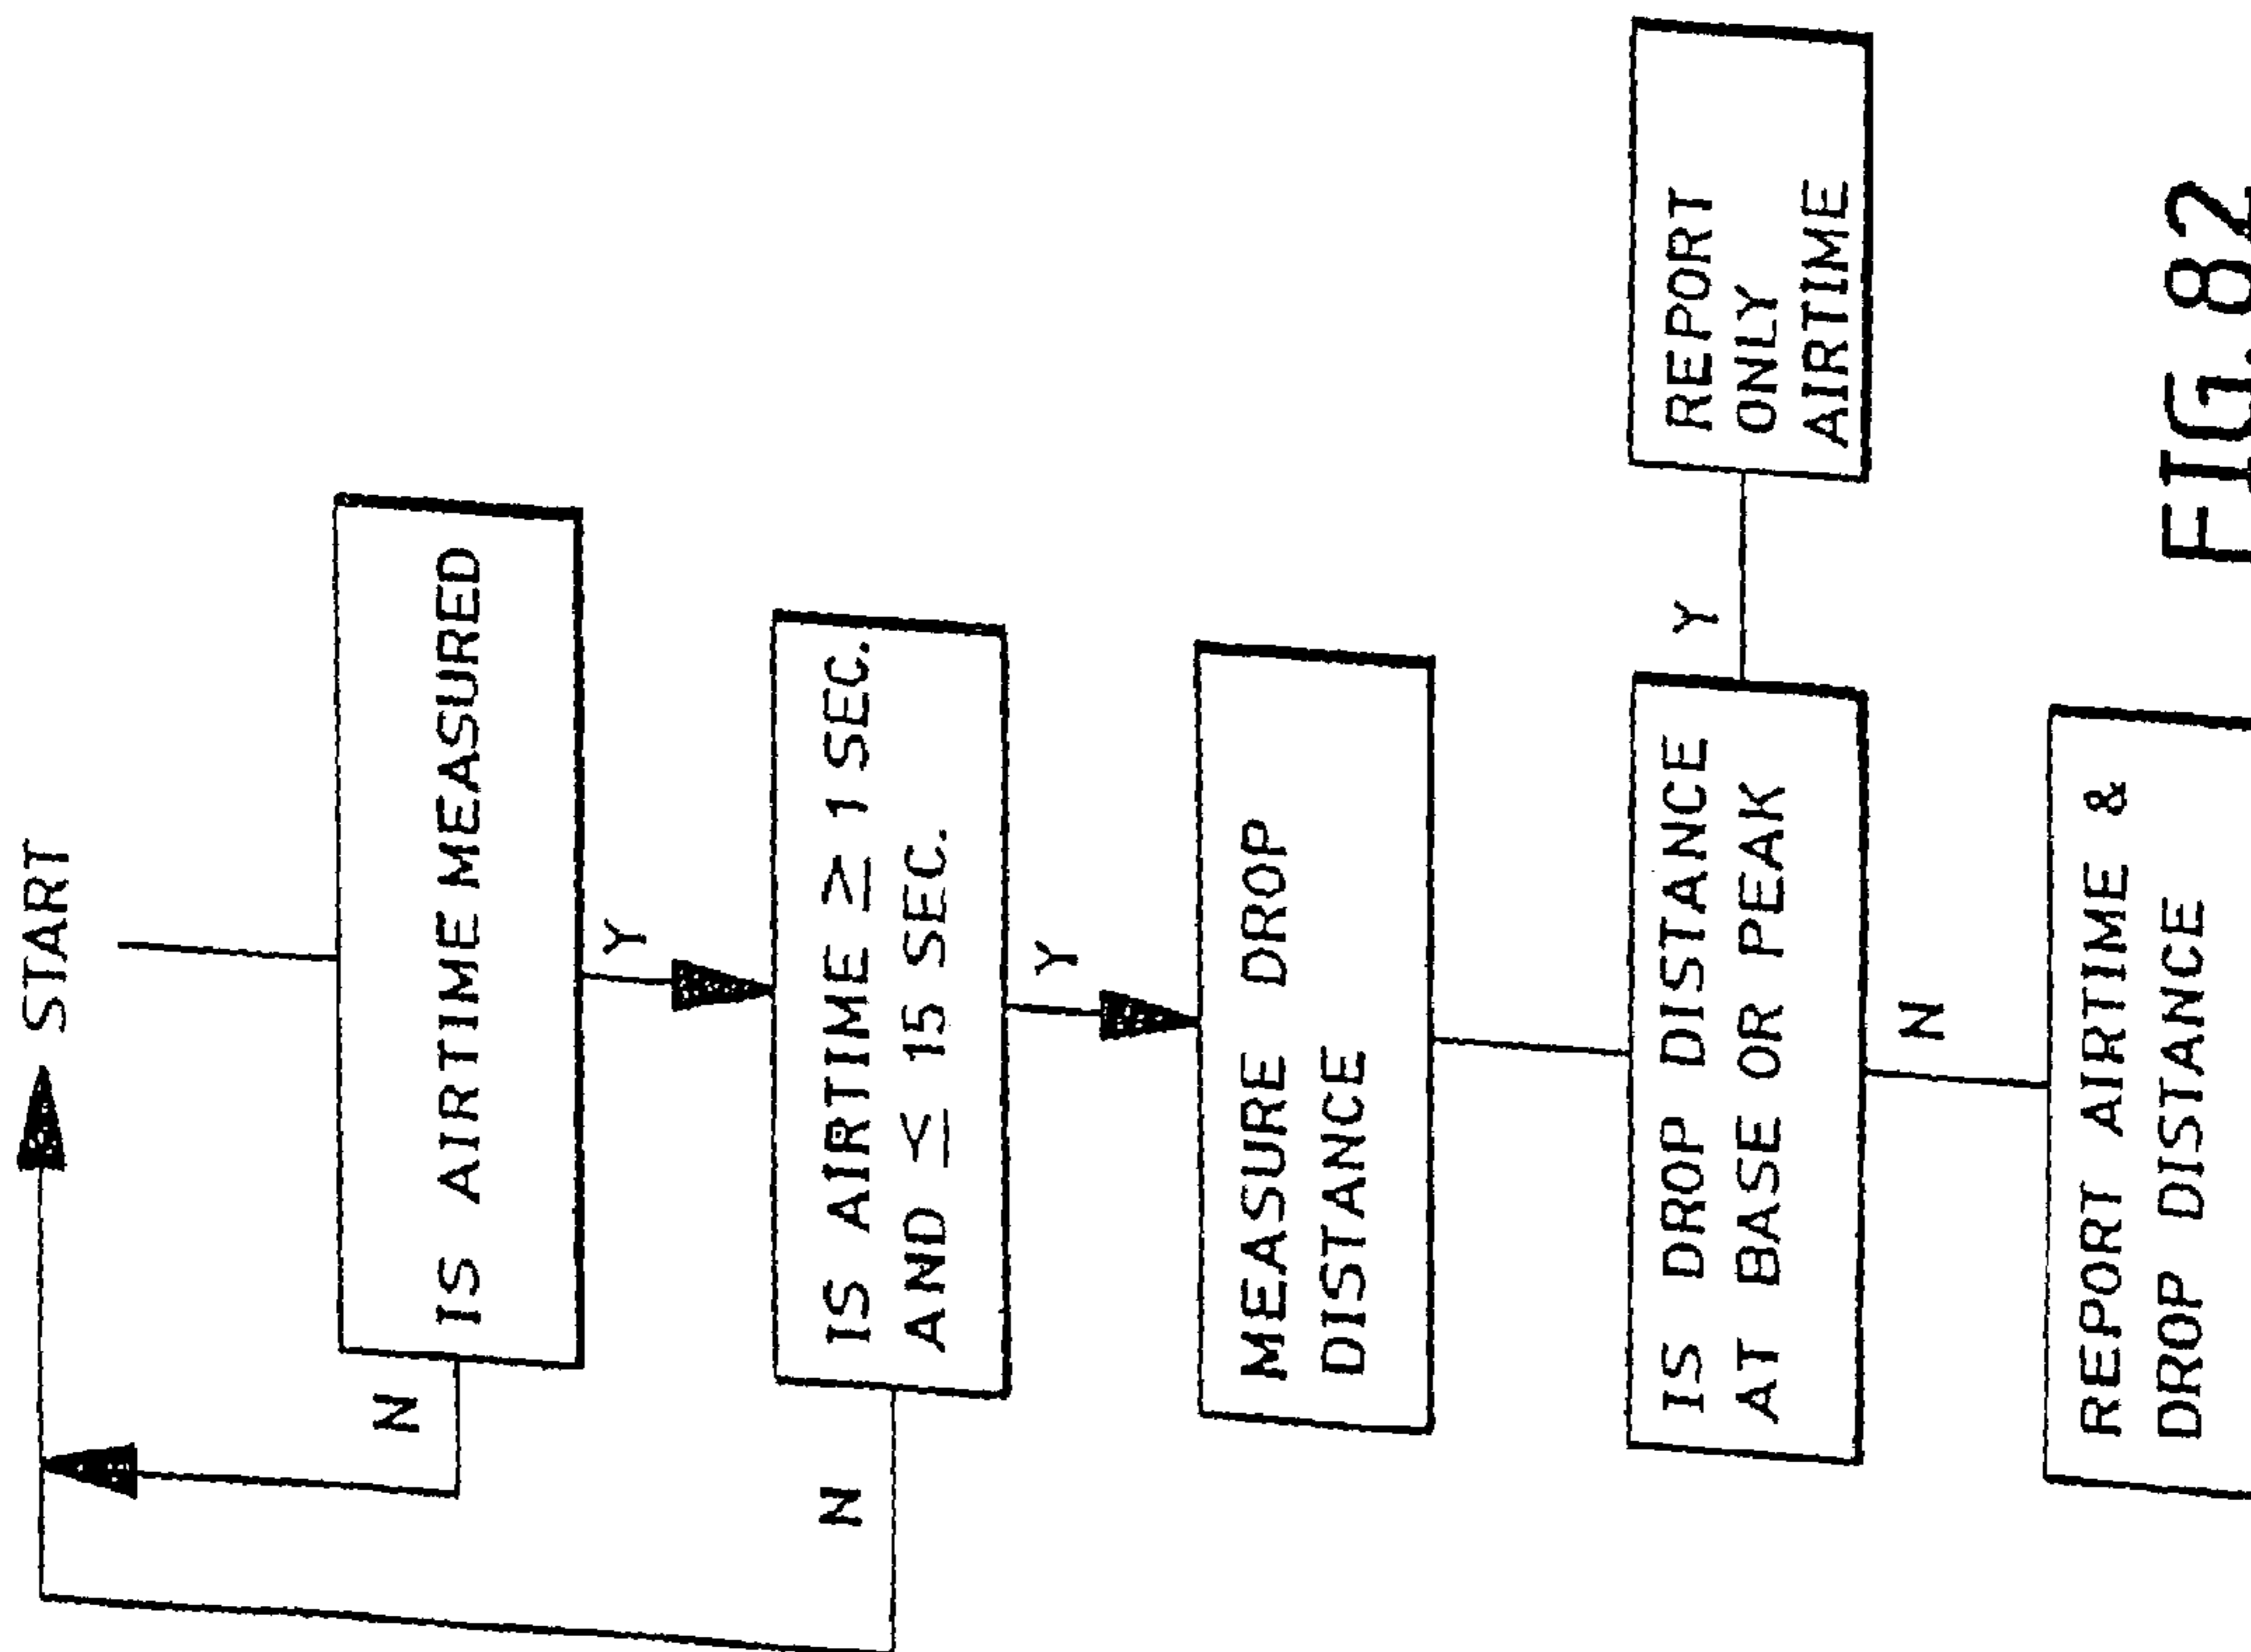 START
IS AIRTIME MEASURED
N
Y
IS AIRTIME ≥ 1 SEC.
AND ≤ 15 SEC.
N
Y
MEASURE DROP
DISTANCE
IS DROP DISTANCE
AT BASE OR PEAK
Y
REPORT
ONLY
AIRTIME
N
REPORT AIRTIME &
DROP DISTANCE
FIG. 82